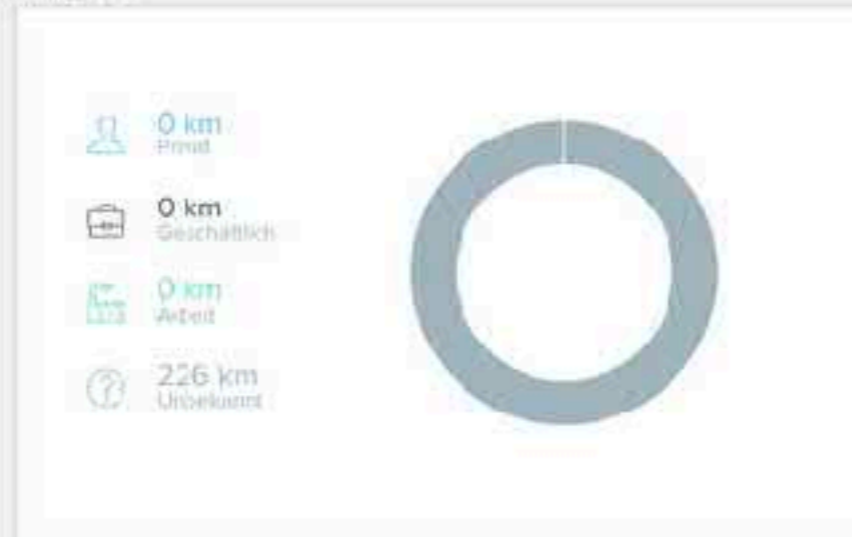 0 km
Privat
0 km
Geschäftlich
0 km
Arbeit
226 km
Unbekannt